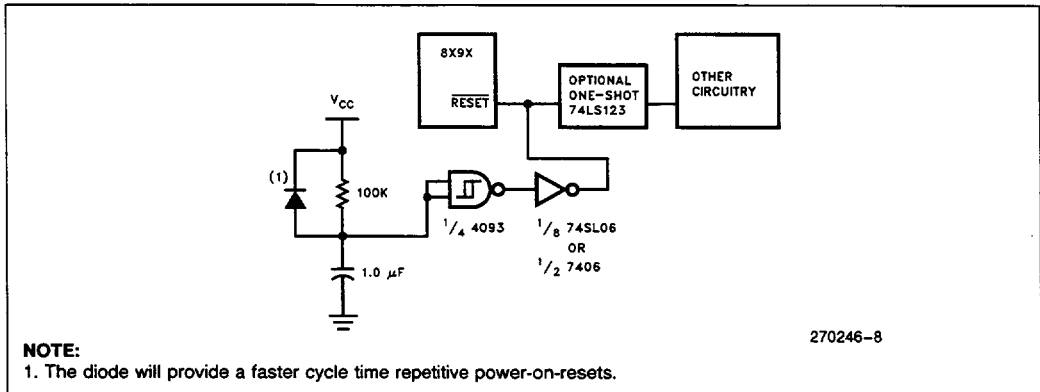 8X9X
RESET
OPTIONAL
ONE-SHOT
74LS123
OTHER
CIRCUITRY
VCC
(1)
100K
1/4 4093
1/8 74SL06
OR
1/2 7406
1.0 μF
270246-8
NOTE:
1. The diode will provide a faster cycle time repetitive power-on-resets.